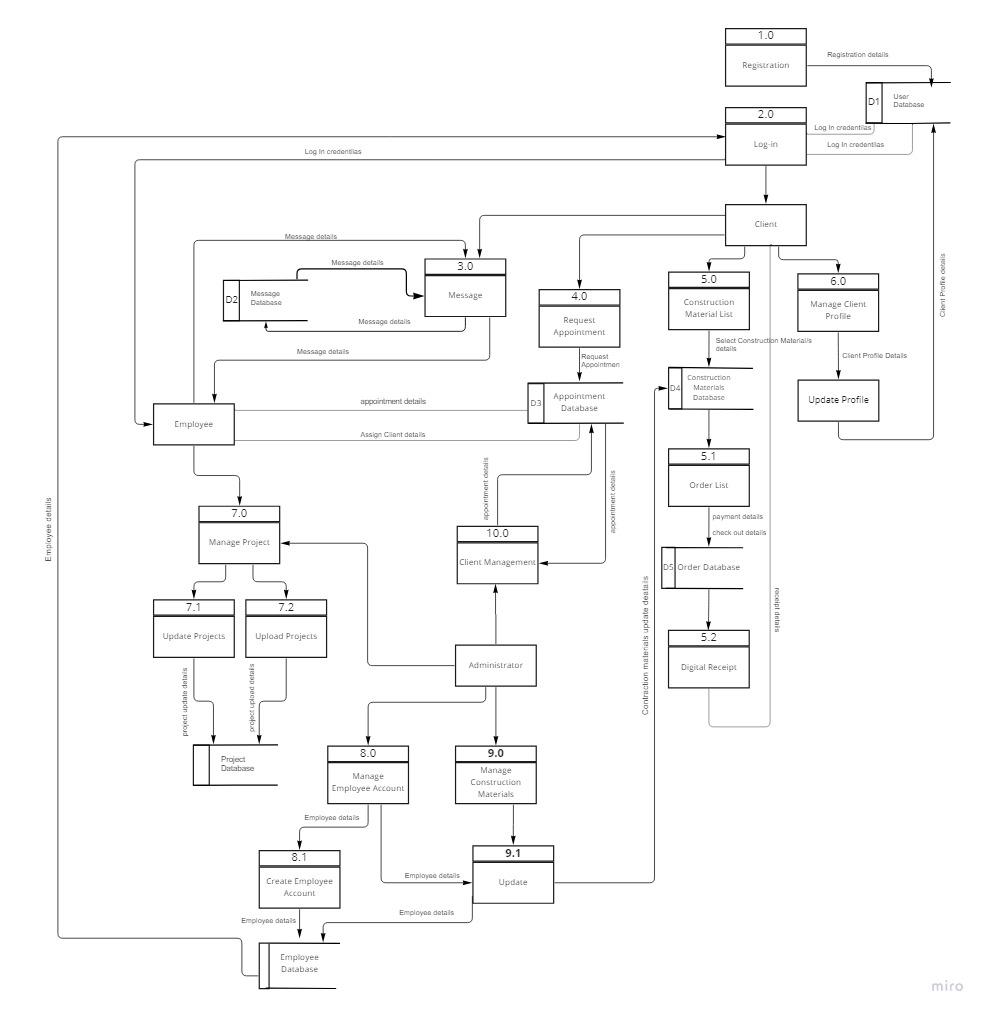 1.0
Registration
Registration details
D1
User
Database
2.0
Log-in
Log In credentilas
Log In credentilas
Log In credentilas
Client
Client Profile details
Message details
Message details
3.0
Message
D2
Message
Database
Message details
Message details
4.0
Request
Appointment
Request
Appointmen
5.0
Construction
Material List
Select Construction Material/s
details
6.0
Manage Client
Profile
Client Profile Details
Update Profile
D3
Appointment
Database
D4
Construction
Materials
Database
Employee
appointment details
Assign Client details
5.1
Order List
payment details
check out details
D5
Order Database
5.2
Digital Receipt
receipt details
Employee details
7.0
Manage Project
appointment details
appointment details
10.0
Client Management
7.1
Update Projects
7.2
Upload Projects
project update details
project upload details
Project
Database
Administrator
Contraction materials update deatails
8.0
Manage
Employee Account
9.0
Manage
Construction
Materials
Employee details
8.1
Create Employee
Account
Employee details
9.1
Update
Employee details
Employee details
Employee
Database
miro